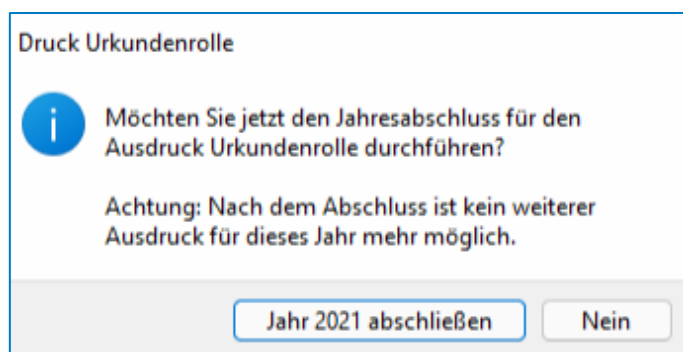 Druck Urkundenrolle
Möchten Sie jetzt den Jahresabschluss für den
Ausdruck Urkundenrolle durchführen?
Achtung: Nach dem Abschluss ist kein weiterer
Ausdruck für dieses Jahr mehr möglich.
Jahr 2021 abschließen
Nein